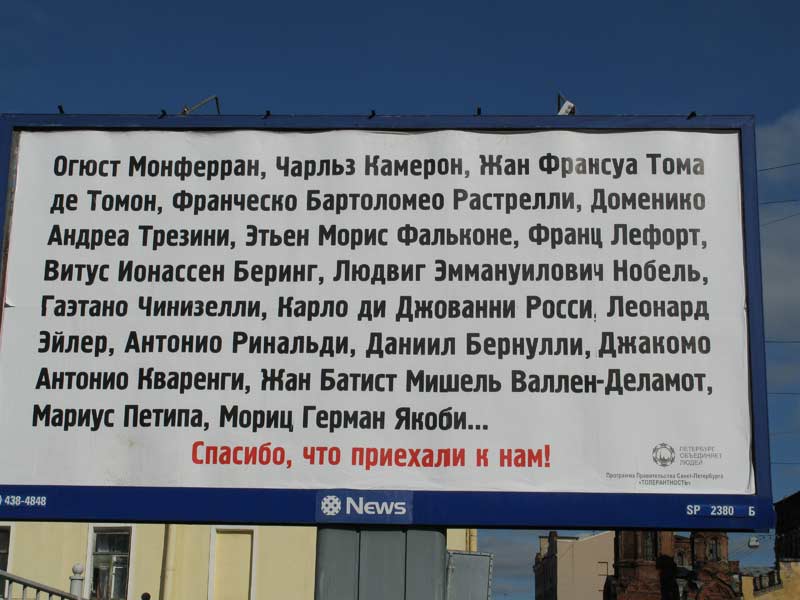 Огюст Монферран, Чарльз Камерон, Жан Франсуа Тома
де Томон, Франческо Бартоломео Растрелли, Доменико
Андреа Трезини, Этьен Морис Фальконе, Франц Лефорт,
Витус Ионассен Беринг, Людвиг Эммануилович Нобель,
Гаэтано Чинизелли, Карло ди Джованни Росси, Леонард
Эйлер, Антонио Ринальди, Даниил Бернулли, Джакомо
Антонио Кваренги, Жан Батист Мишель Валлен-Деламот,
Мариус Петипа, Мориц Герман Якоби...
Спасибо, что приехали к нам!
ПЕТЕРБУРГ
ОБЪЕДИНЯЕТ
ЛЮДЕЙ
Программа Правительства Санкт-Петербурга
«ТОЛЕРАНТНОСТЬ»
) 438-4848
News
SP 2380 Б